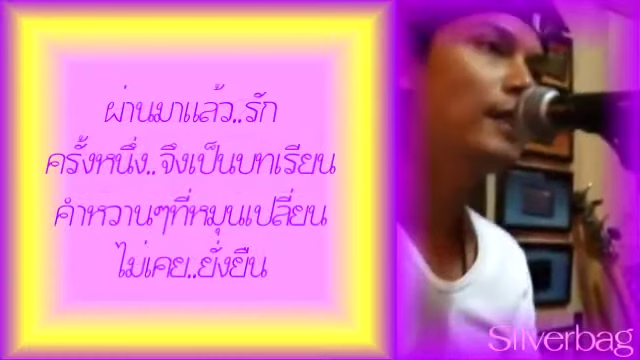 ผ่านมาแล้ว..รัก
ครั้งหนึ่ง..จึงเป็นบทเรียน
คำหวานๆที่หมุนเปลี่ยน
ไม่เคย..ยั่งยืน
Silverbag